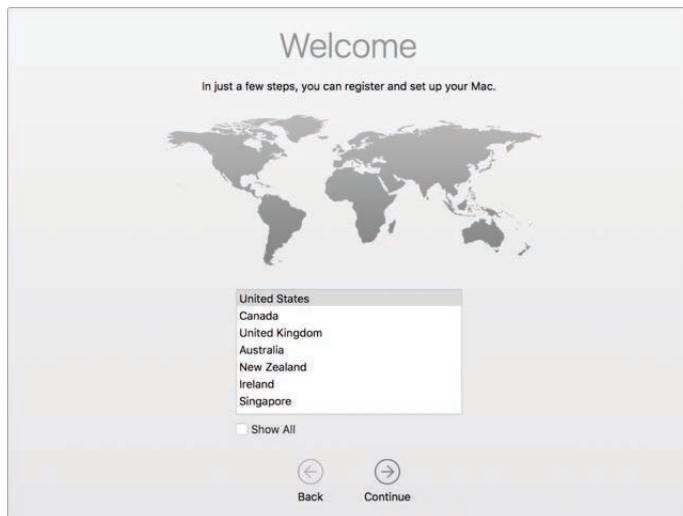 Welcome
In just a few steps, you can register and set up your Mac.
United States
Canada
United Kingdom
Australia
New Zealand
Ireland
Singapore
Show All
Back Continue